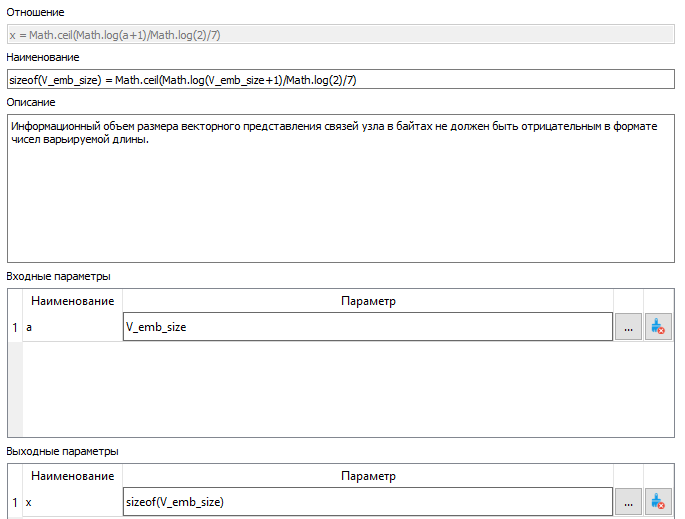 Отношение
x = Math.ceil(Math.log(a+1)/Math.log(2)/7)
Наименование
sizeof(V_emb_size) = Math.ceil(Math.log(V_emb_size+1)/Math.log(2)/7)
Описание
Информационный объем размера векторного представления связей узла в байтах не должен быть отрицательным в формате
чисел варьируемой длины.
Входные параметры
Наименование Параметр
1 a V_emb_size ...
Выходные параметры
Наименование Параметр
1 x sizeof(V_emb_size) ...